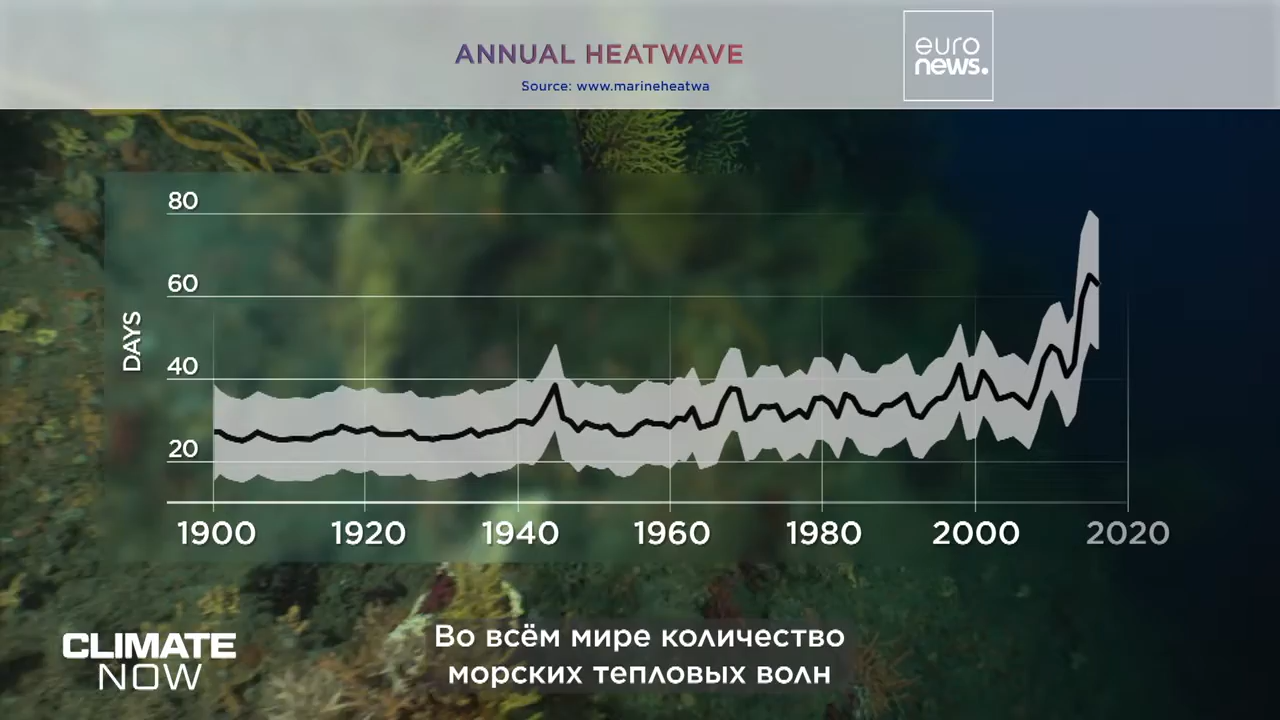 ANNUAL HEATWAVE
Source: www.marineheatwa
euro
news.
80
60
40
20
DAYS
1900 1920 1940 1960 1980 2000 2020
CLIMATE
NOW
Во всём мире количество
морских тепловых волн